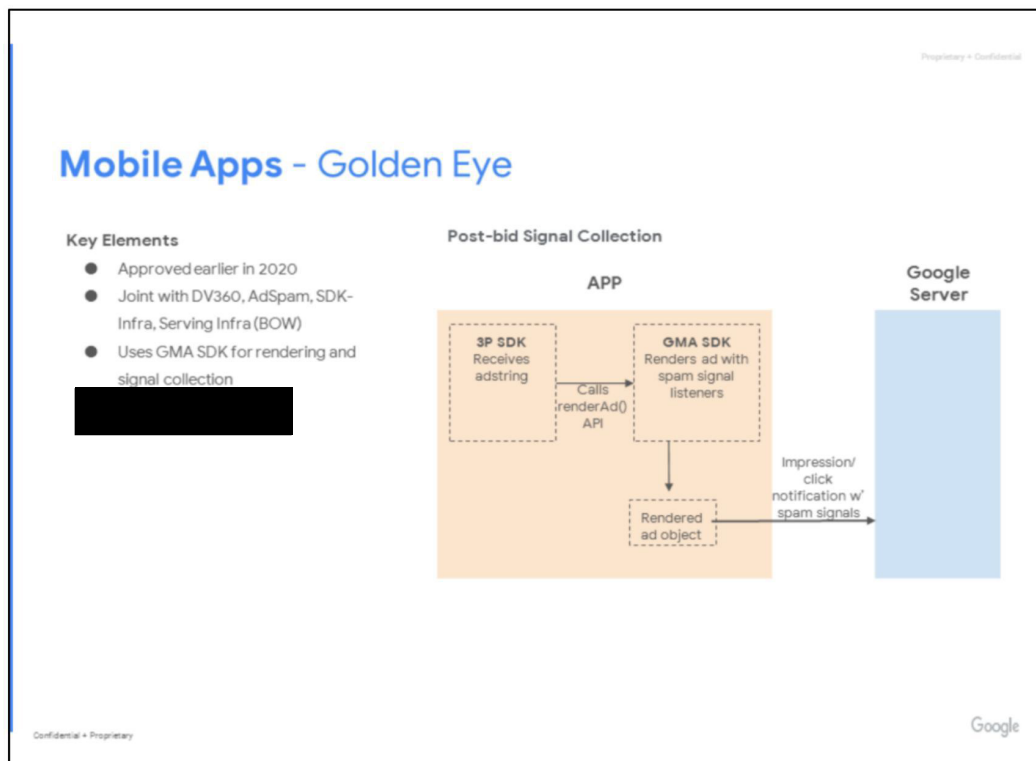 Proprietary + Confidential
Mobile Apps - Golden Eye
Key Elements
● Approved earlier in 2020
● Joint with DV360, AdSpam, SDK-
Infra, Serving Infra (BOW)
● Uses GMA SDK for rendering and
signal collection
Post-bid Signal Collection
APP
3P SDK
Receives
adstring
Calls
renderAd()
API
GMA SDK
Renders ad with
spam signal
listeners
Rendered
ad object
Impression/
click
notification w'
spam signals
Google
Server
Confidential + Proprietary
Google